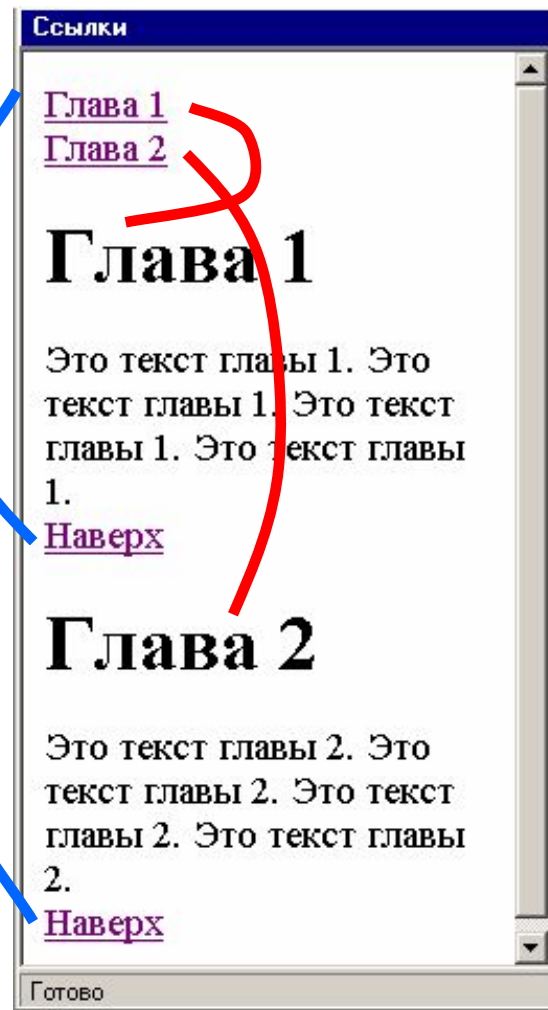 Ссылки
Глава 1
Глава 2
Глава 1
Это текст главы 1. Это
текст главы 1. Это текст
главы 1. Это текст главы
1.
Наверх
Глава 2
Это текст главы 2. Это
текст главы 2. Это текст
главы 2. Это текст главы
2.
Наверх
Готово